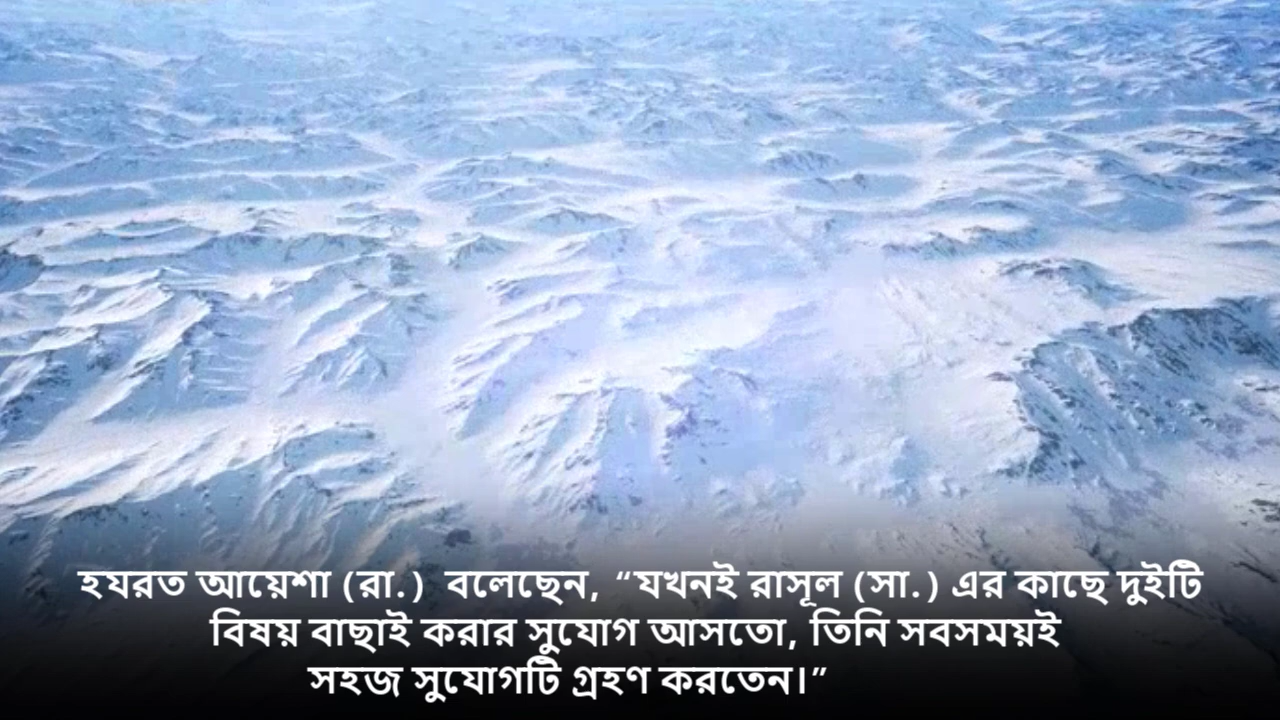 হযরত আয়েশা (রা.)  বলেছেন, “যখনই রাসূল (সা.) এর কাছে দুইটি
বিষয় বাছাই করার সুযোগ আসতো, তিনি সবসময়ই
সহজ সুযোগটি গ্রহণ করতেন।”